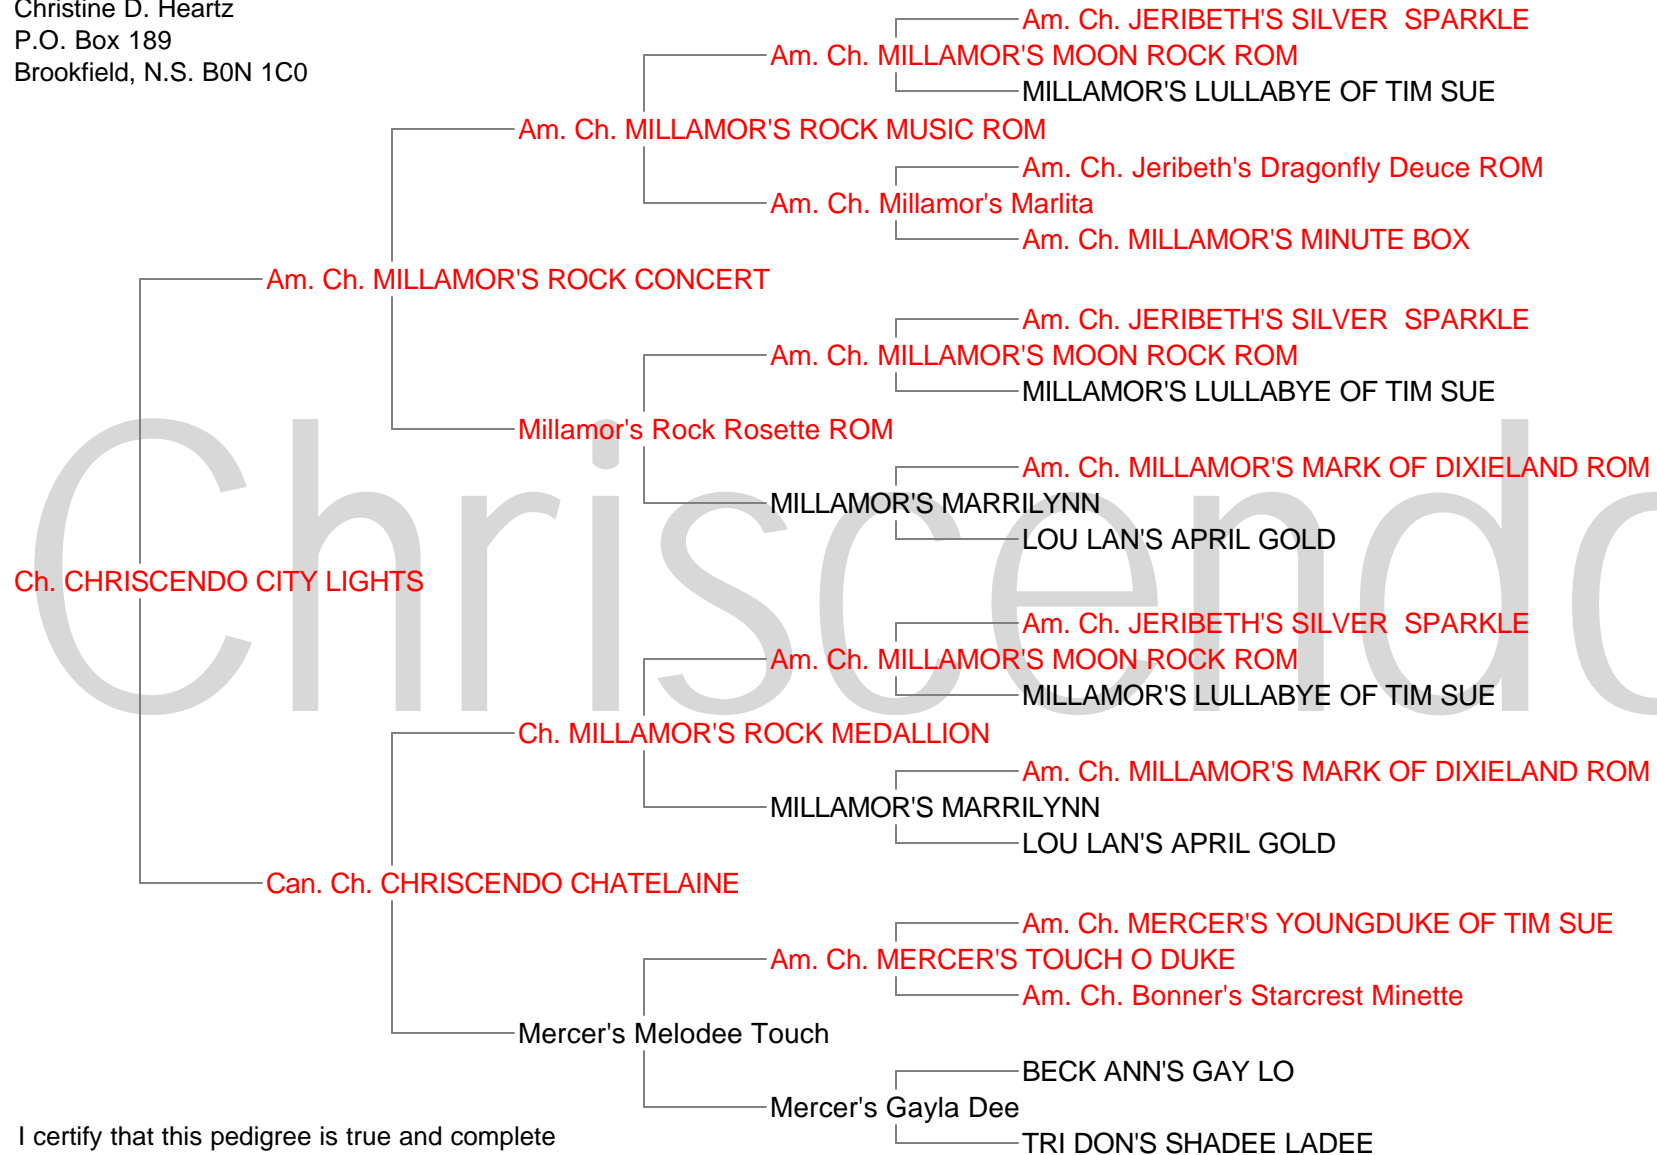 Christine D. Heartz
P.O. Box 189
Brookfield, N.S. B0N 1C0
Am. Ch. JERIBETH'S SILVER  SPARKLE
Am. Ch. MILLAMOR'S MOON ROCK ROM
MILLAMOR'S LULLABYE OF TIM SUE
Am. Ch. MILLAMOR'S ROCK MUSIC ROM
Am. Ch. Jeribeth's Dragonfly Deuce ROM
Am. Ch. Millamor's Marlita
Am. Ch. MILLAMOR'S MINUTE BOX
Am. Ch. MILLAMOR'S ROCK CONCERT
Am. Ch. JERIBETH'S SILVER  SPARKLE
Am. Ch. MILLAMOR'S MOON ROCK ROM
MILLAMOR'S LULLABYE OF TIM SUE
Millamor's Rock Rosette ROM
Am. Ch. MILLAMOR'S MARK OF DIXIELAND ROM
MILLAMOR'S MARRILYNN
LOU LAN'S APRIL GOLD
Ch. CHRISCENDO CITY LIGHTS
Chriscendo
Am. Ch. JERIBETH'S SILVER  SPARKLE
Am. Ch. MILLAMOR'S MOON ROCK ROM
MILLAMOR'S LULLABYE OF TIM SUE
Ch. MILLAMOR'S ROCK MEDALLION
Am. Ch. MILLAMOR'S MARK OF DIXIELAND ROM
MILLAMOR'S MARRILYNN
LOU LAN'S APRIL GOLD
Can. Ch. CHRISCENDO CHATELAINE
Am. Ch. MERCER'S YOUNGDUKE OF TIM SUE
Am. Ch. MERCER'S TOUCH O DUKE
Am. Ch. Bonner's Starcrest Minette
Mercer's Melodee Touch
BECK ANN'S GAY LO
Mercer's Gayla Dee
TRI DON'S SHADEE LADEE
I certify that this pedigree is true and complete